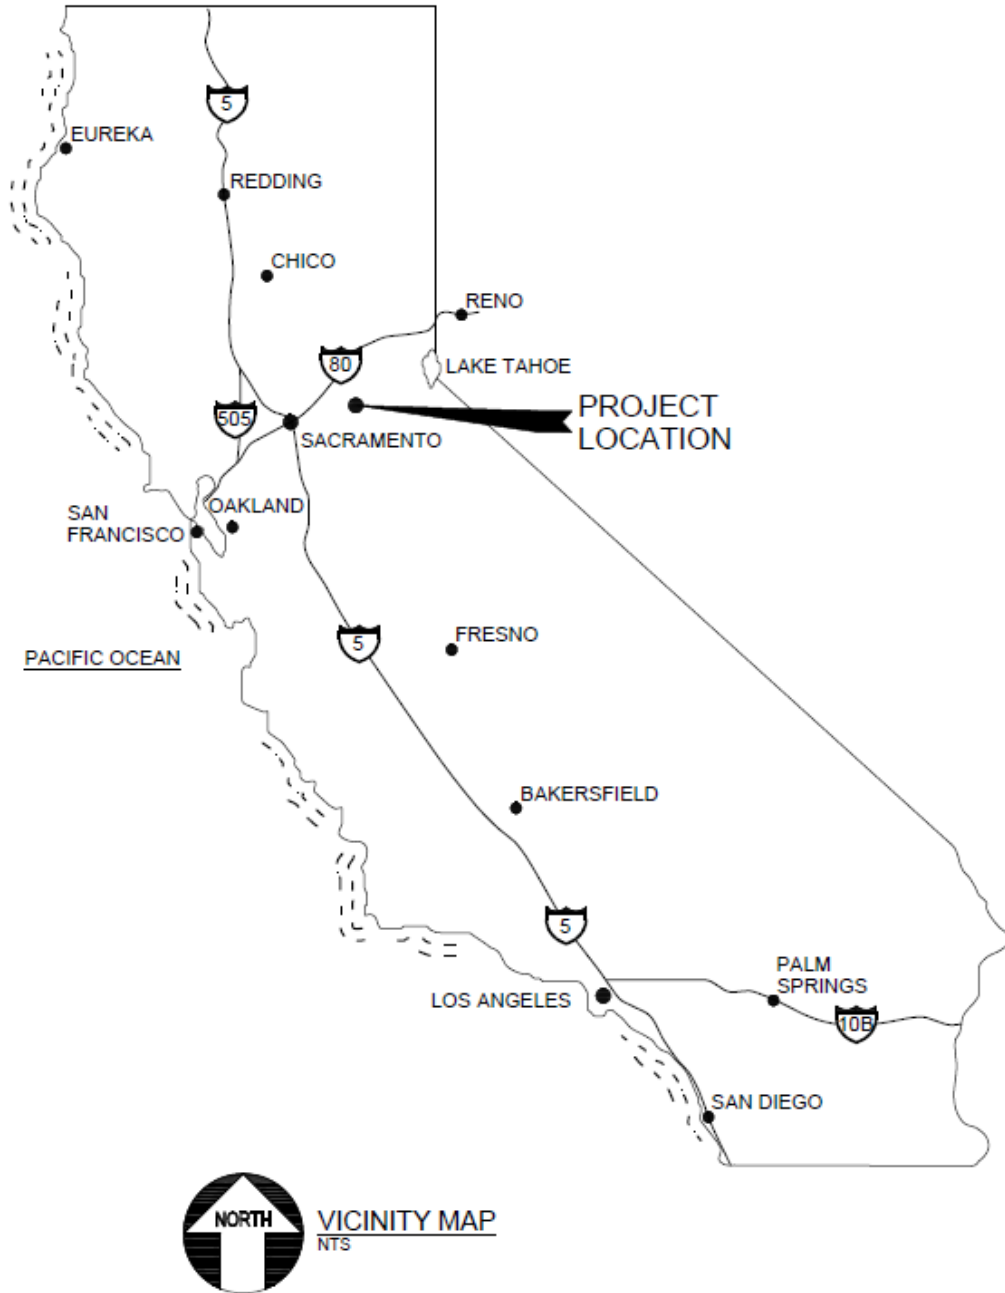 5
EUREKA
REDDING
CHICO
RENO
80
LAKE TAHOE
505
PROJECT
LOCATION
SACRAMENTO
OAKLAND
SAN
FRANCISCO
5
FRESNO
PACIFIC OCEAN
BAKERSFIELD
5
PALM
SPRINGS
LOS ANGELES
10B
SAN DIEGO
NORTH
VICINITY MAP
NTS